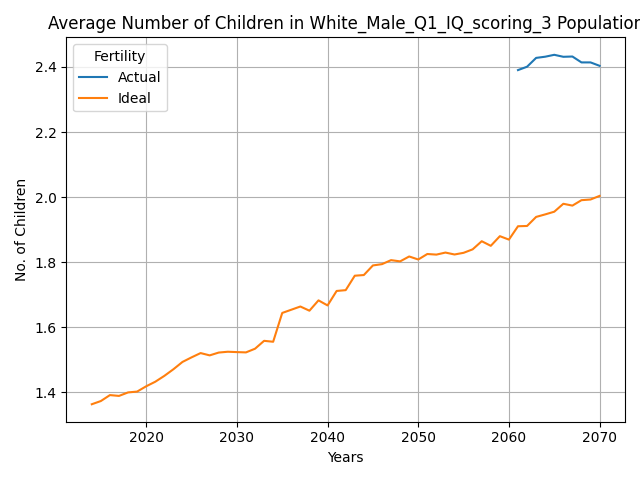 Average Number of Children in White_Male_Q1_IQ_scoring_3 Population
Fertility
Actual
Ideal
No. of Children
2.4
2.2
2.0
1.8
1.6
1.4
2020 2030 2040 2050 2060 2070
Years